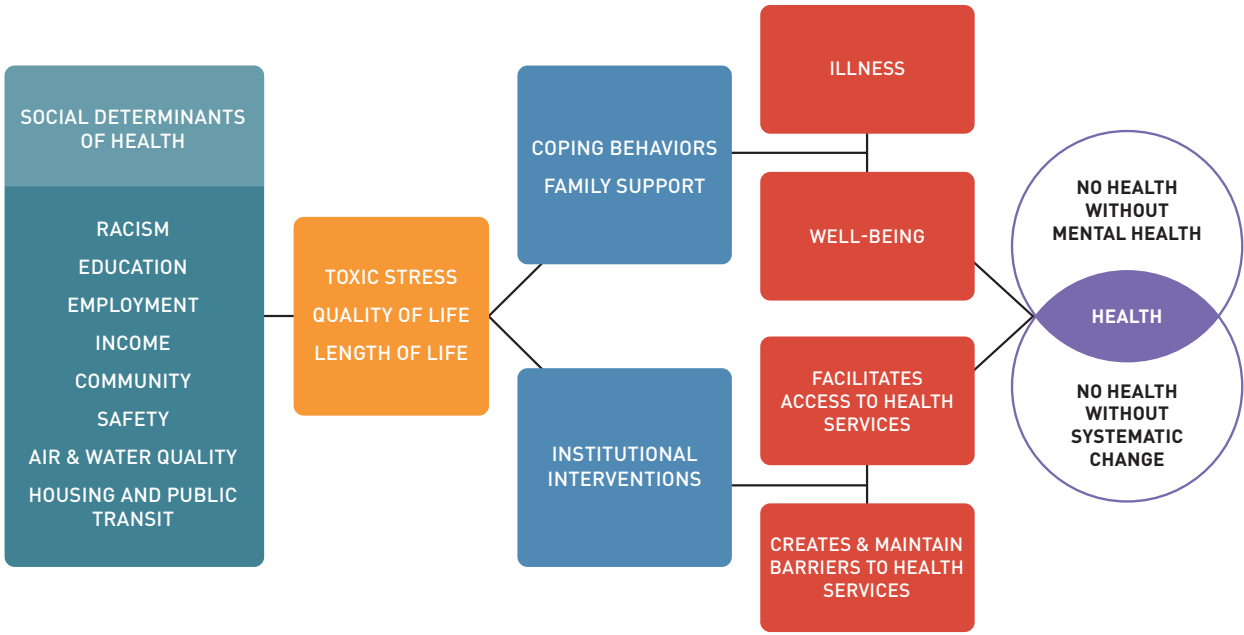 SOCIAL DETERMINANTS
OF HEALTH
RACISM
EDUCATION
EMPLOYMENT
INCOME
COMMUNITY
SAFETY
AIR & WATER QUALITY
HOUSING AND PUBLIC
TRANSIT
TOXIC STRESS
QUALITY OF LIFE
LENGTH OF LIFE
COPING BEHAVIORS
FAMILY SUPPORT
INSTITUTIONAL
INTERVENTIONS
ILLNESS
WELL-BEING
FACILITATES
ACCESS TO HEALTH
SERVICES
CREATES & MAINTAIN
BARRIERS TO HEALTH
SERVICES
NO HEALTH
WITHOUT
MENTAL HEALTH
HEALTH
NO HEALTH
WITHOUT
SYSTEMATIC
CHANGE